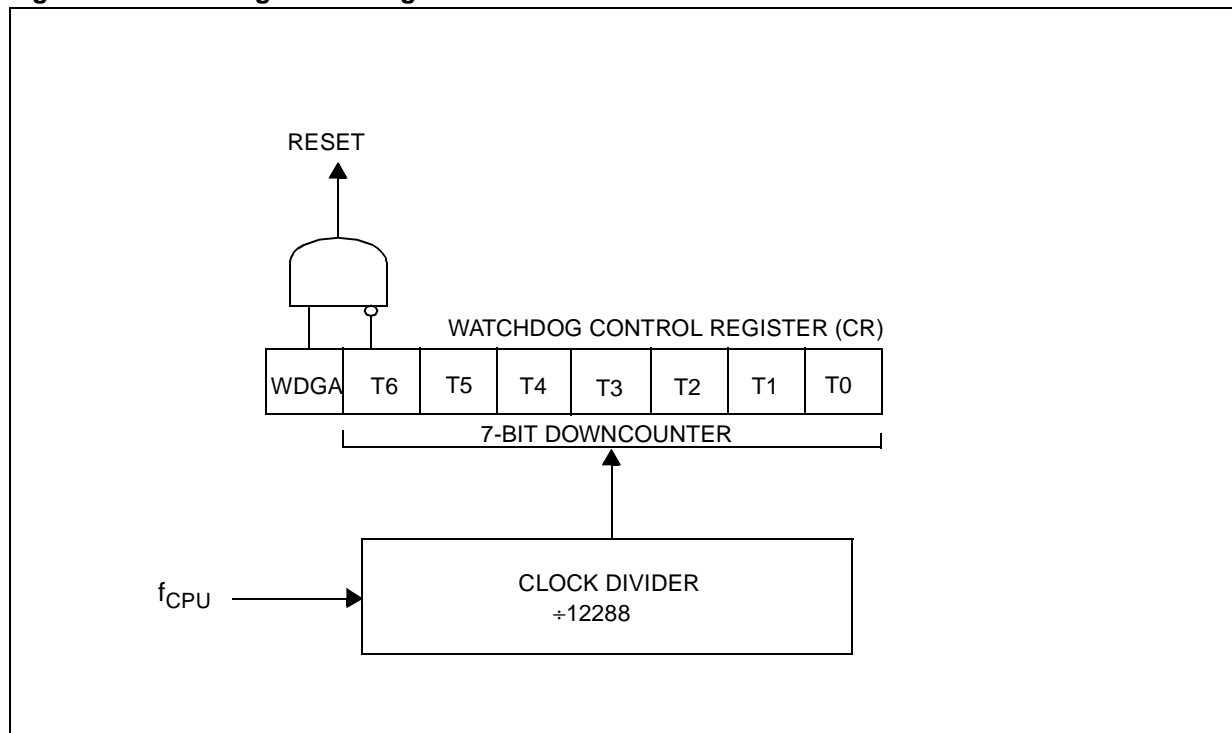 RESET
WATCHDOG CONTROL REGISTER (CR)
WDGA T6 T5 T4 T3 T2 T1 T0
7-BIT DOWNCOUNTER
fCPU
CLOCK DIVIDER
÷12288